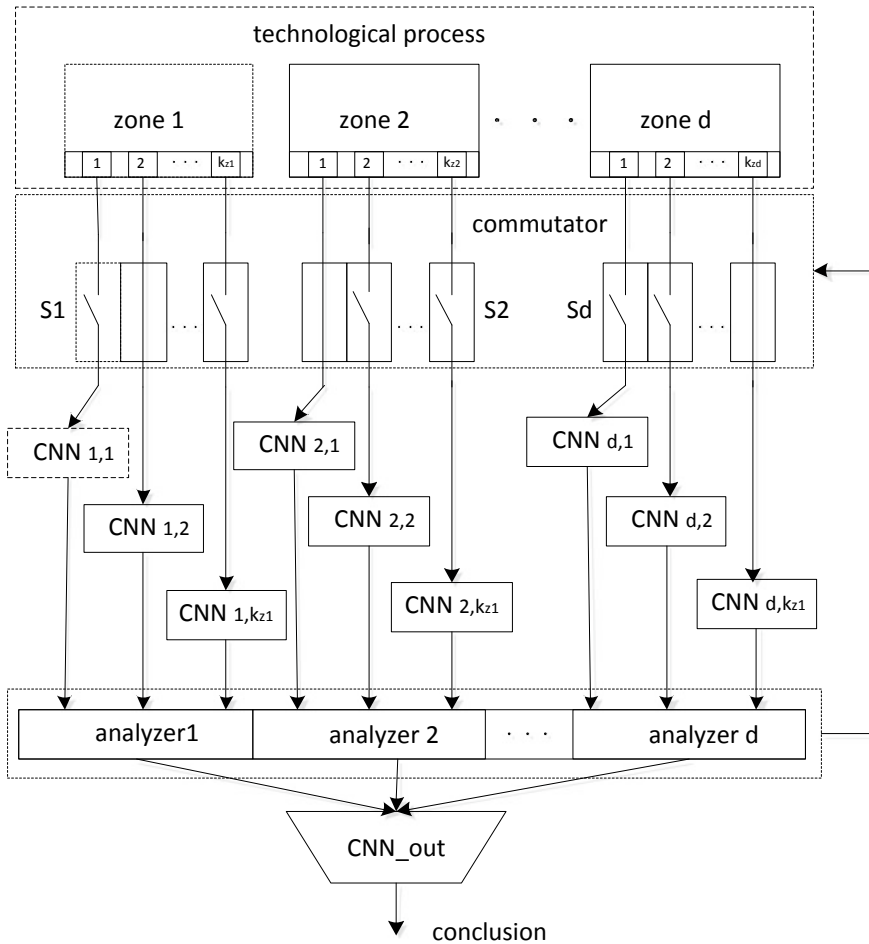 technological process
zone 1 zone 2 . . . zone d
1 2 . . . kz1 1 2 . . . kz2 1 2 . . . kzd
commutator
S1 . . . . . . S2 Sd . . .
CNN 1,1 CNN 2,1 CNN d,1
CNN 1,2 CNN 2,2 CNN d,2
CNN 1,kz1 CNN 2,kz1 CNN d,kz1
analyzer1 analyzer 2 . . . analyzer d
CNN_out
conclusion